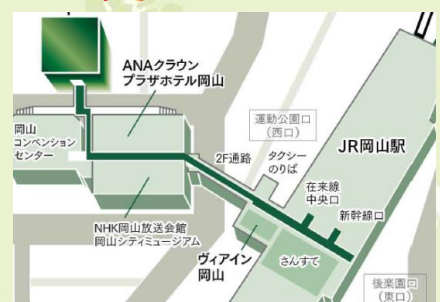 ANAクラウン
プラザホテル岡山
岡山
コンベンション
センター
運動公園口
(西口)
JR岡山駅
2F通路
タクシー
のりば
在来線
中央口
新幹線口
NHK岡山放送会館
岡山シティミュージアム
ヴィアイン
岡山
さんすて
後楽園口
(東口)